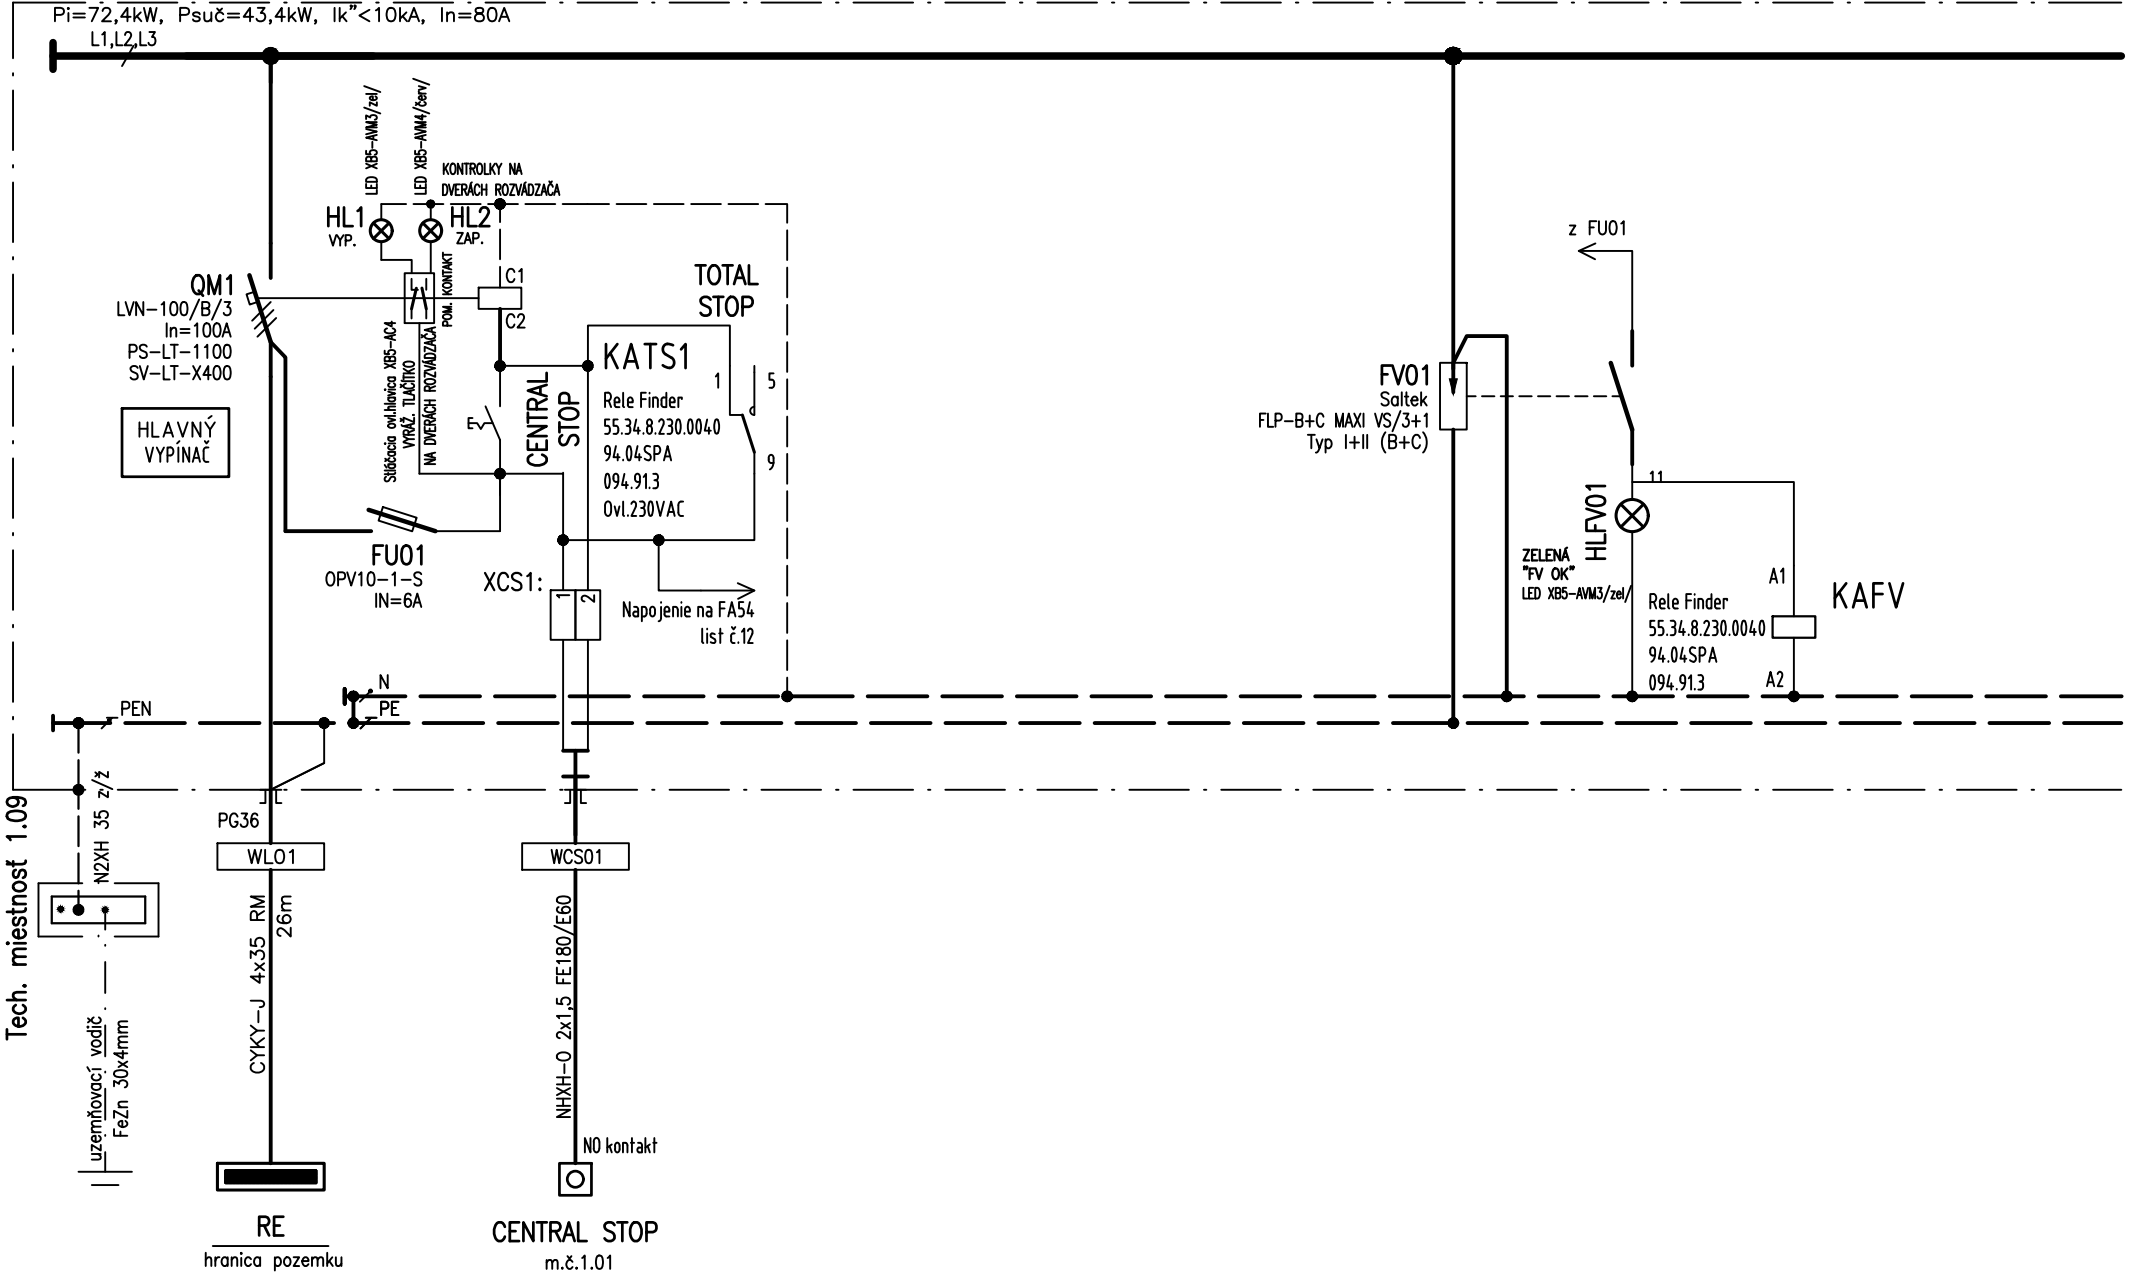 Pi=72,4kW, Psuč=43,4kW, Ik"<10kA, In=80A
L1,L2,L3
LED XB5-AVM3/zel/
LED XB5-AVM4/červ/
KONTROLKY NA
DVERÁCH ROZVÁDZAČA
HL1
VYP.
HL2
ZAP.
QM1
LVN-100/B/3
In=100A
PS-LT-1100
SV-LT-X400
HLAVNÝ
VYPÍNAČ
POM. KONTAKT
C1
C2
Stláčacia ovl.hlavica XB5-AC4
VYRÁŽ. TLAČÍTKO
NA DVERÁCH ROZVÁDZAČA
CENTRAL
STOP
TOTAL
STOP
KATS1
Rele Finder
55.34.8.230.0040
94.04SPA
094.91.3
Ovl.230VAC
1
5
9
FU01
OPV10-1-S
IN=6A
XCS1:
1
2
Napojenie na FA54
list č.12
z FU01
FV01
Saltek
FLP-B+C MAXI VS/3+1
Typ I+II (B+C)
11
HLFV01
ZELENÁ
"FV OK"
LED XB5-AVM3/zel/
Rele Finder
55.34.8.230.0040
94.04SPA
094.91.3
A1
A2
KAFV
N
PE
PEN
Tech. miestnosť 1.09
N2XH 35 z/ž
PG36
WL01
WCS01
CYKY-J 4x35 RM
26m
NHXH-O 2x1,5 FE180/E60
uzemňovací vodič
FeZn 30x4mm
NO kontakt
RE
hranica pozemku
CENTRAL STOP
m.č.1.01